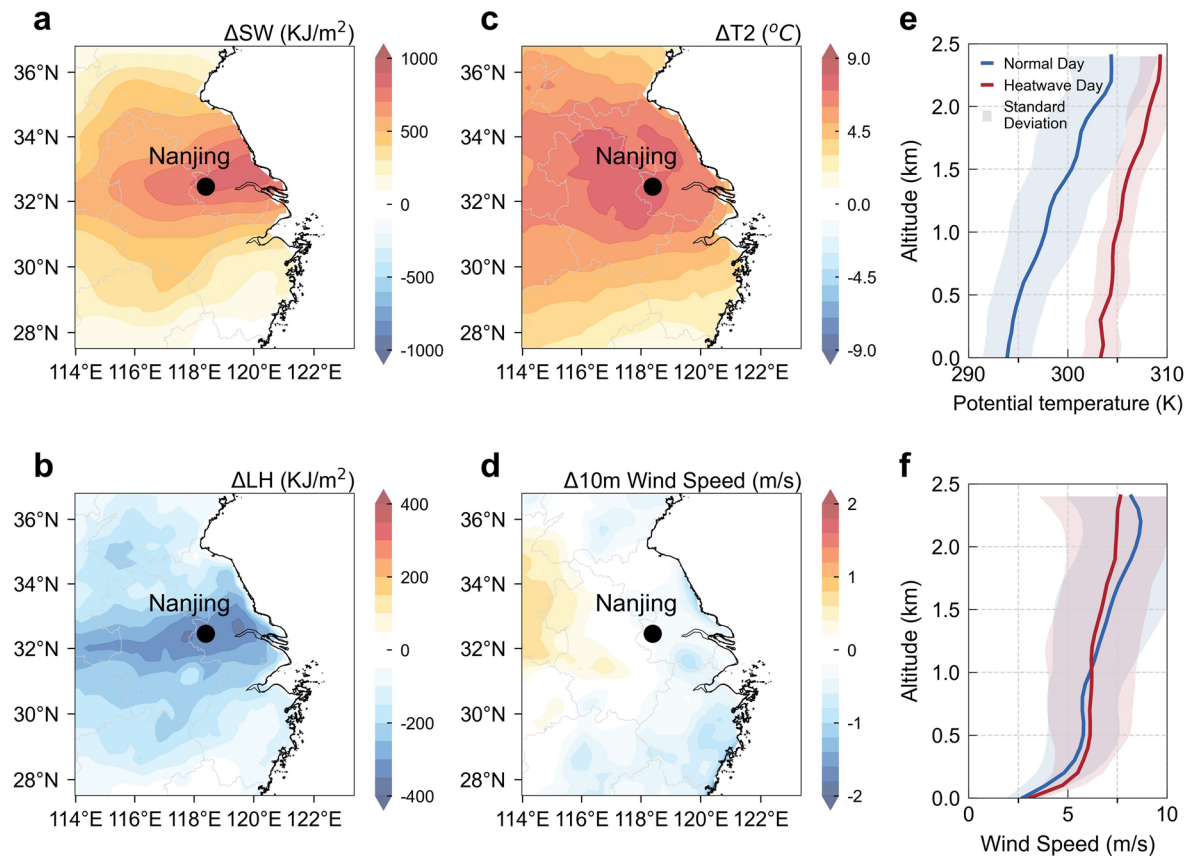 a
ΔSW (KJ/m²)
36°N
34°N
32°N
30°N
28°N
Nanjing
114°E 116°E 118°E 120°E 122°E
1000
500
0
-500
-1000
c
ΔT2 (°C)
36°N
34°N
32°N
30°N
28°N
Nanjing
114°E 116°E 118°E 120°E 122°E
9.0
4.5
0.0
-4.5
-9.0
e
Altitude (km)
2.5
2.0
1.5
1.0
0.5
0.0
Normal Day
Heatwave Day
Standard
Deviation
290 300 310
Potential temperature (K)
b
ΔLH (KJ/m²)
36°N
34°N
32°N
30°N
28°N
Nanjing
114°E 116°E 118°E 120°E 122°E
400
200
0
-200
-400
d
Δ10m Wind Speed (m/s)
36°N
34°N
32°N
30°N
28°N
Nanjing
114°E 116°E 118°E 120°E 122°E
2
1
0
-1
-2
f
Altitude (km)
2.5
2.0
1.5
1.0
0.5
0.0
0 5 10
Wind Speed (m/s)